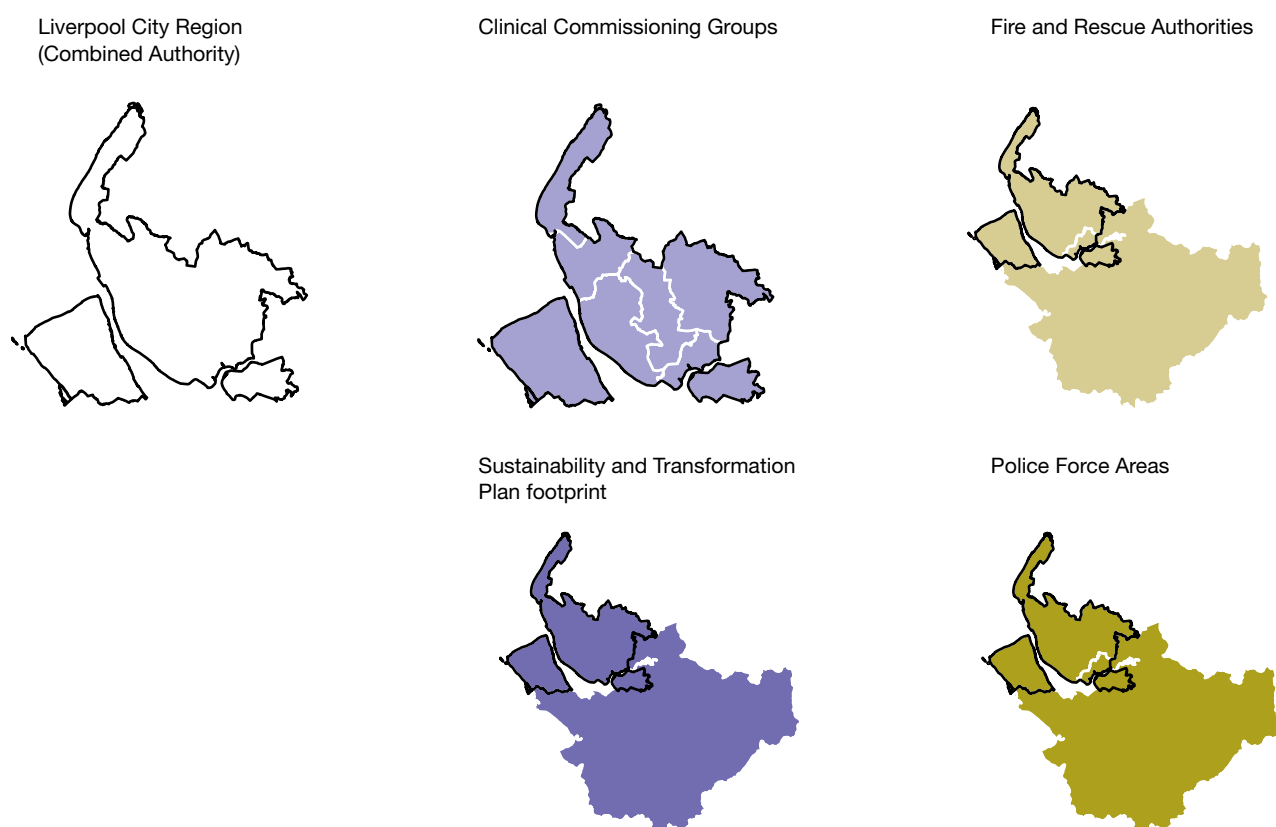 Liverpool City Region
(Combined Authority)
Clinical Commissioning Groups
Fire and Rescue Authorities
Sustainability and Transformation
Plan footprint
Police Force Areas